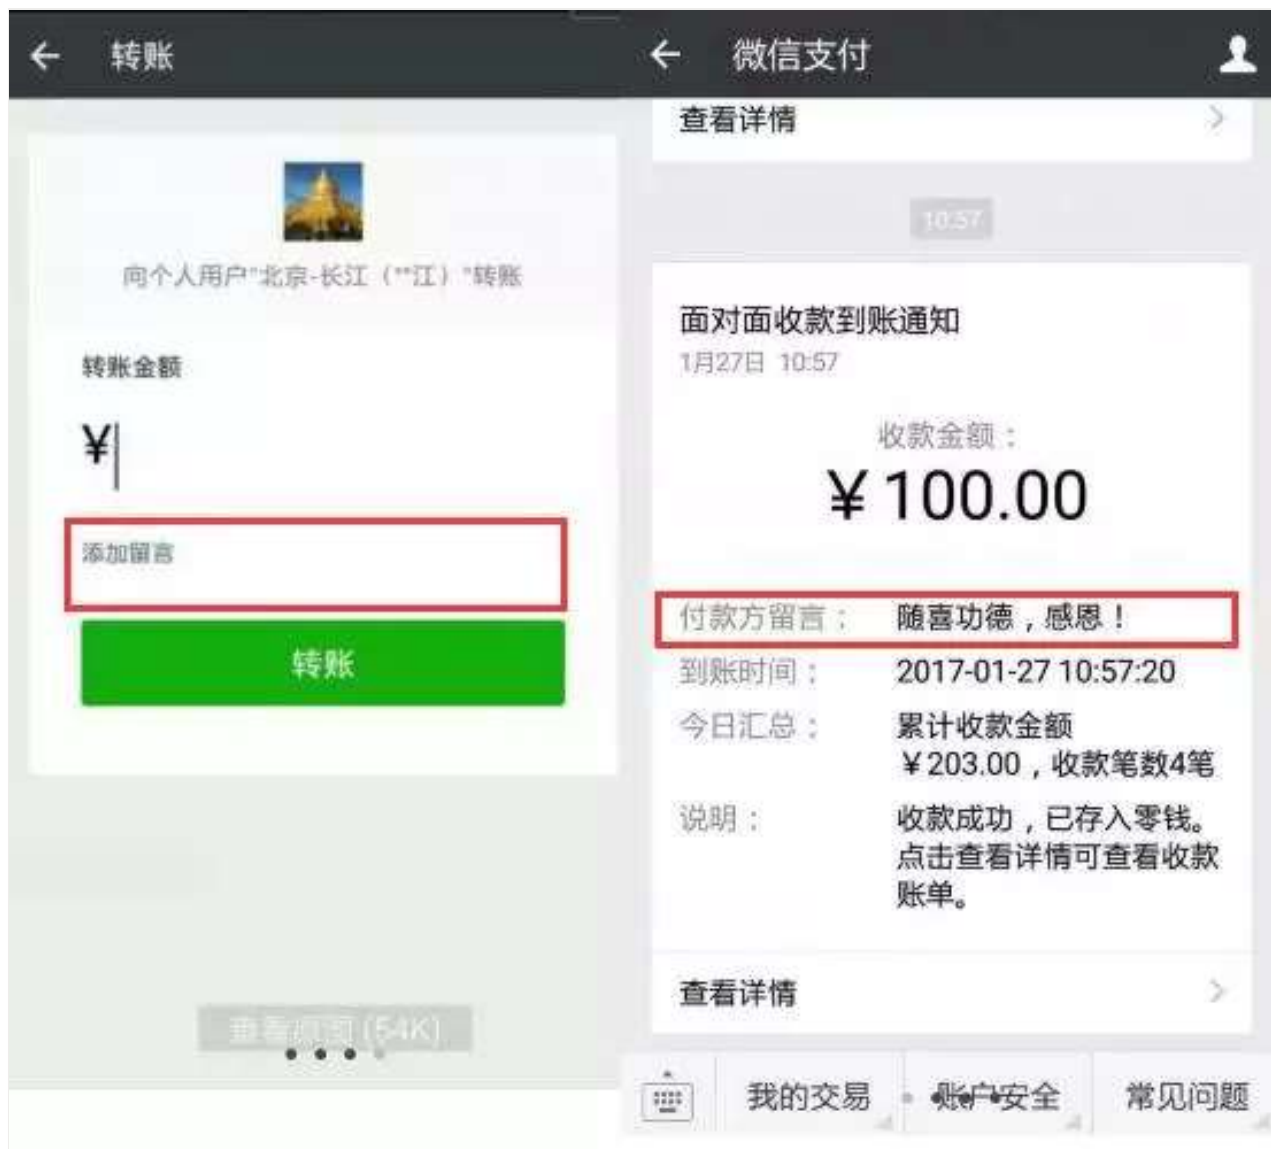 转账
向个人用户"北京-长江（**江）"转账
转账金额
¥
添加留言
转账
查看原图 (54K)
微信支付
查看详情
10:57
面对面收款到账通知
1月27日 10:57
收款金额：
¥100.00
付款方留言： 随喜功德，感恩！
到账时间： 2017-01-27 10:57:20
今日汇总： 累计收款金额
¥203.00，收款笔数4笔
说明： 收款成功，已存入零钱。
点击查看详情可查看收款
账单。
查看详情
我的交易 账户安全 常见问题